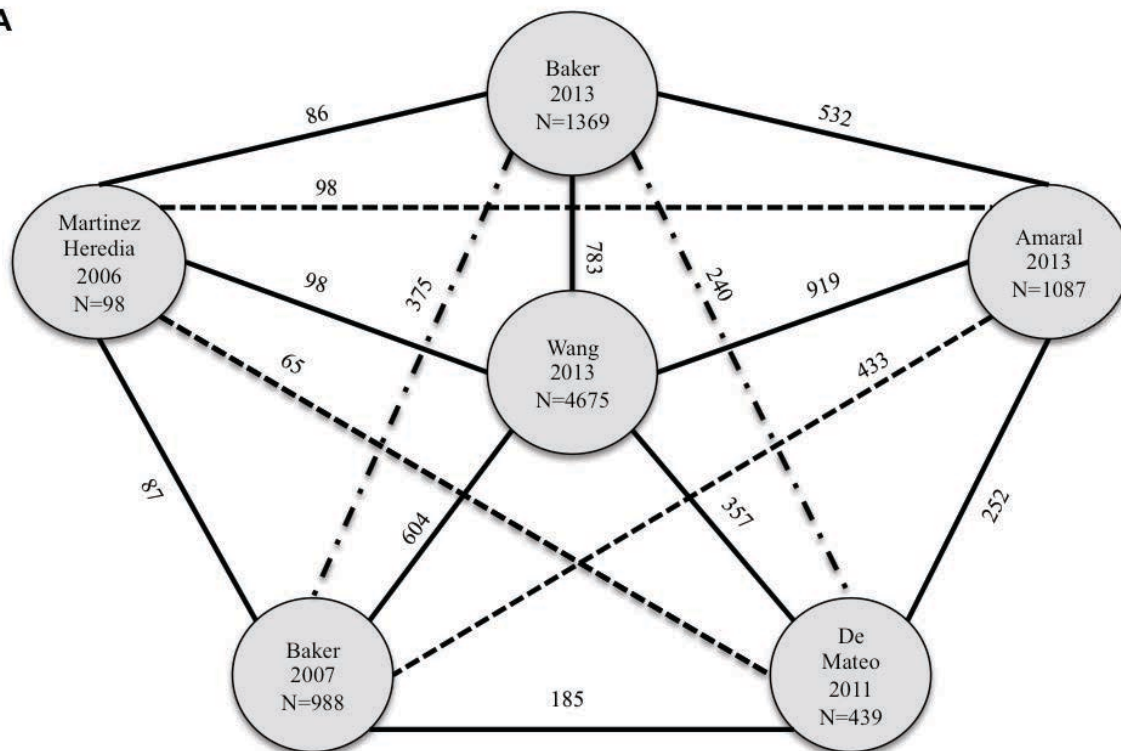 A
Baker
2013
N=1369
86
532
98
Martinez
Heredia
2006
N=98
Amaral
2013
N=1087
783
98
375
240
919
Wang
2013
N=4675
65
433
87
604
357
252
Baker
2007
N=988
185
De
Mateo
2011
N=439